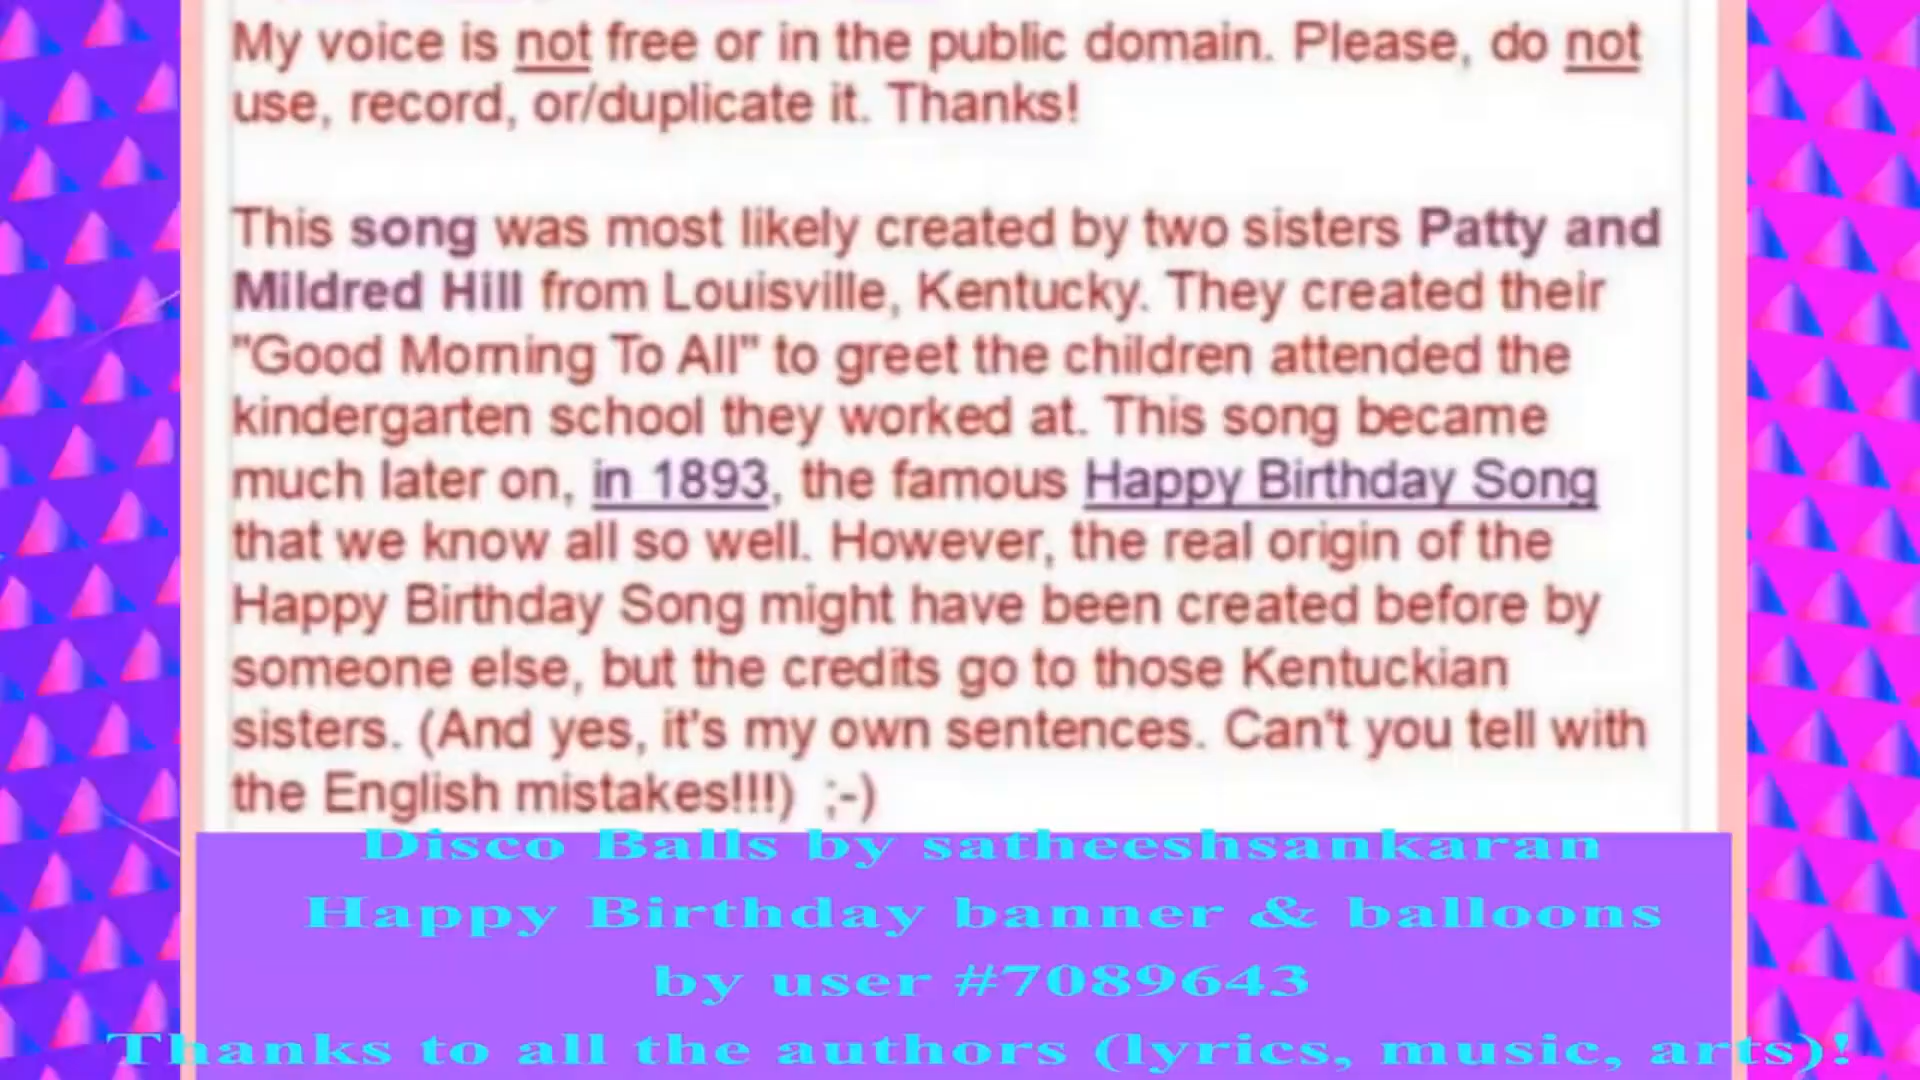 My voice is not free or in the public domain. Please, do not
use, record, or/duplicate it. Thanks!
This song was most likely created by two sisters Patty and
Mildred Hill from Louisville, Kentucky. They created their
"Good Morning To All" to greet the children attended the
kindergarten school they worked at. This song became
much later on, in 1893, the famous Happy Birthday Song
that we know all so well. However, the real origin of the
Happy Birthday Song might have been created before by
someone else, but the credits go to those Kentuckian
sisters. (And yes, it's my own sentences. Can't you tell with
the English mistakes!!!) ;-)
Disco Balls by satheeshsankaran
Happy Birthday banner & balloons
by user #7089643
Thanks to all the authors (lyrics, music, arts)!